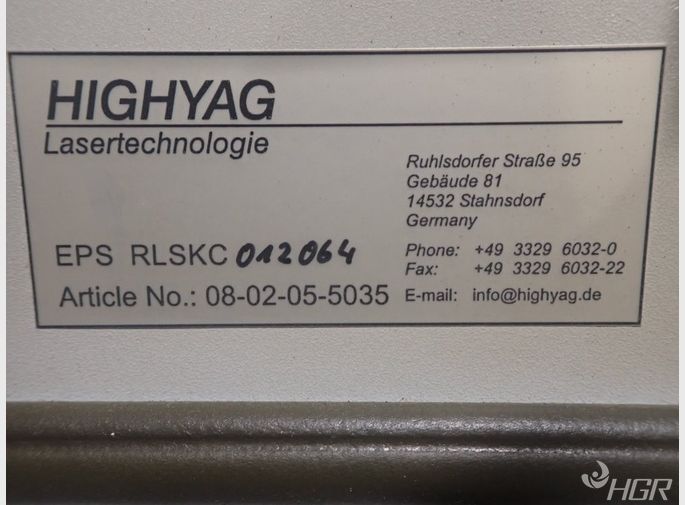 HIGHYAG
Lasertechnologie
Ruhlsdorfer Straße 95
Gebäude 81
14532 Stahnsdorf
Germany
EPS RLSKC 012064
Phone: +49 3329 6032-0
Fax: +49 3329 6032-22
Article No.: 08-02-05-5035
E-mail: info@highyag.de
HGR